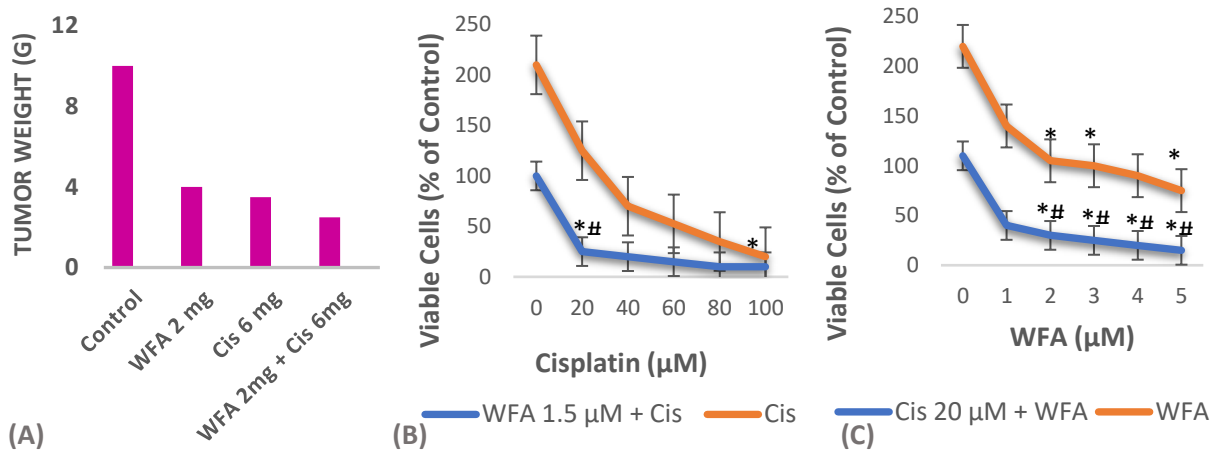 TUMOR WEIGHT (G)
12
8
4
0
Control
WFA 2 mg
Cis 6 mg
WFA 2mg + Cis 6mg
(A)
Viable Cells (% of Control)
250
200
150
100
50
0
*#
*
0 20 40 60 80 100
Cisplatin (µM)
WFA 1.5 µM + Cis Cis
(B)
Viable Cells (% of Control)
250
200
150
100
50
0
* * *
*# *# *# *#
0 1 2 3 4 5
WFA (µM)
Cis 20 µM + WFA WFA
(C)